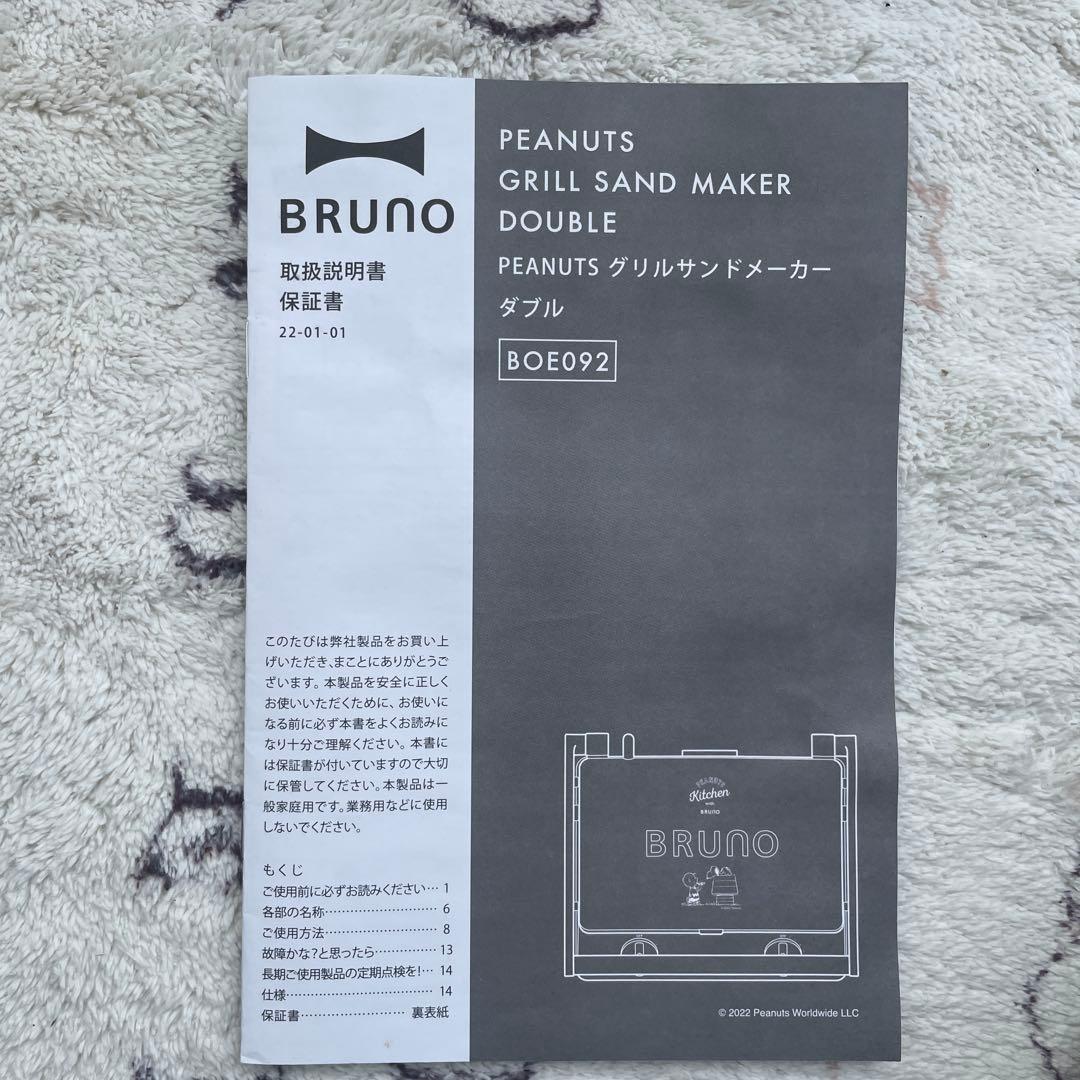 BRUNO
取扱説明書
保証書
22-01-01
PEANUTS
GRILL SAND MAKER
DOUBLE
PEANUTS グリルサンドメーカー
ダブル
BOE092
このたびは弊社製品をお買い上
げいただき、まことにありがとうご
ざいます。本製品を安全に正しく
お使いいただくために、お使いに
なる前に必ず本書をよくお読みに
なり十分ご理解ください。本書に
は保証書が付いていますので大切
に保管してください。本製品は一
般家庭用です。業務用などに使用
しないでください。
もくじ
ご使用前に必ずお読みください… 1
各部の名称……………………… 6
ご使用方法……………………… 8
故障かな?と思ったら………… 13
長期ご使用製品の定期点検を!… 14
仕様……………………………… 14
保証書…………………… 裏表紙
PEANUTS
Kitchen
with
BRUNO
BRUNO
OFF
OFF
© 2022 Peanuts Worldwide LLC